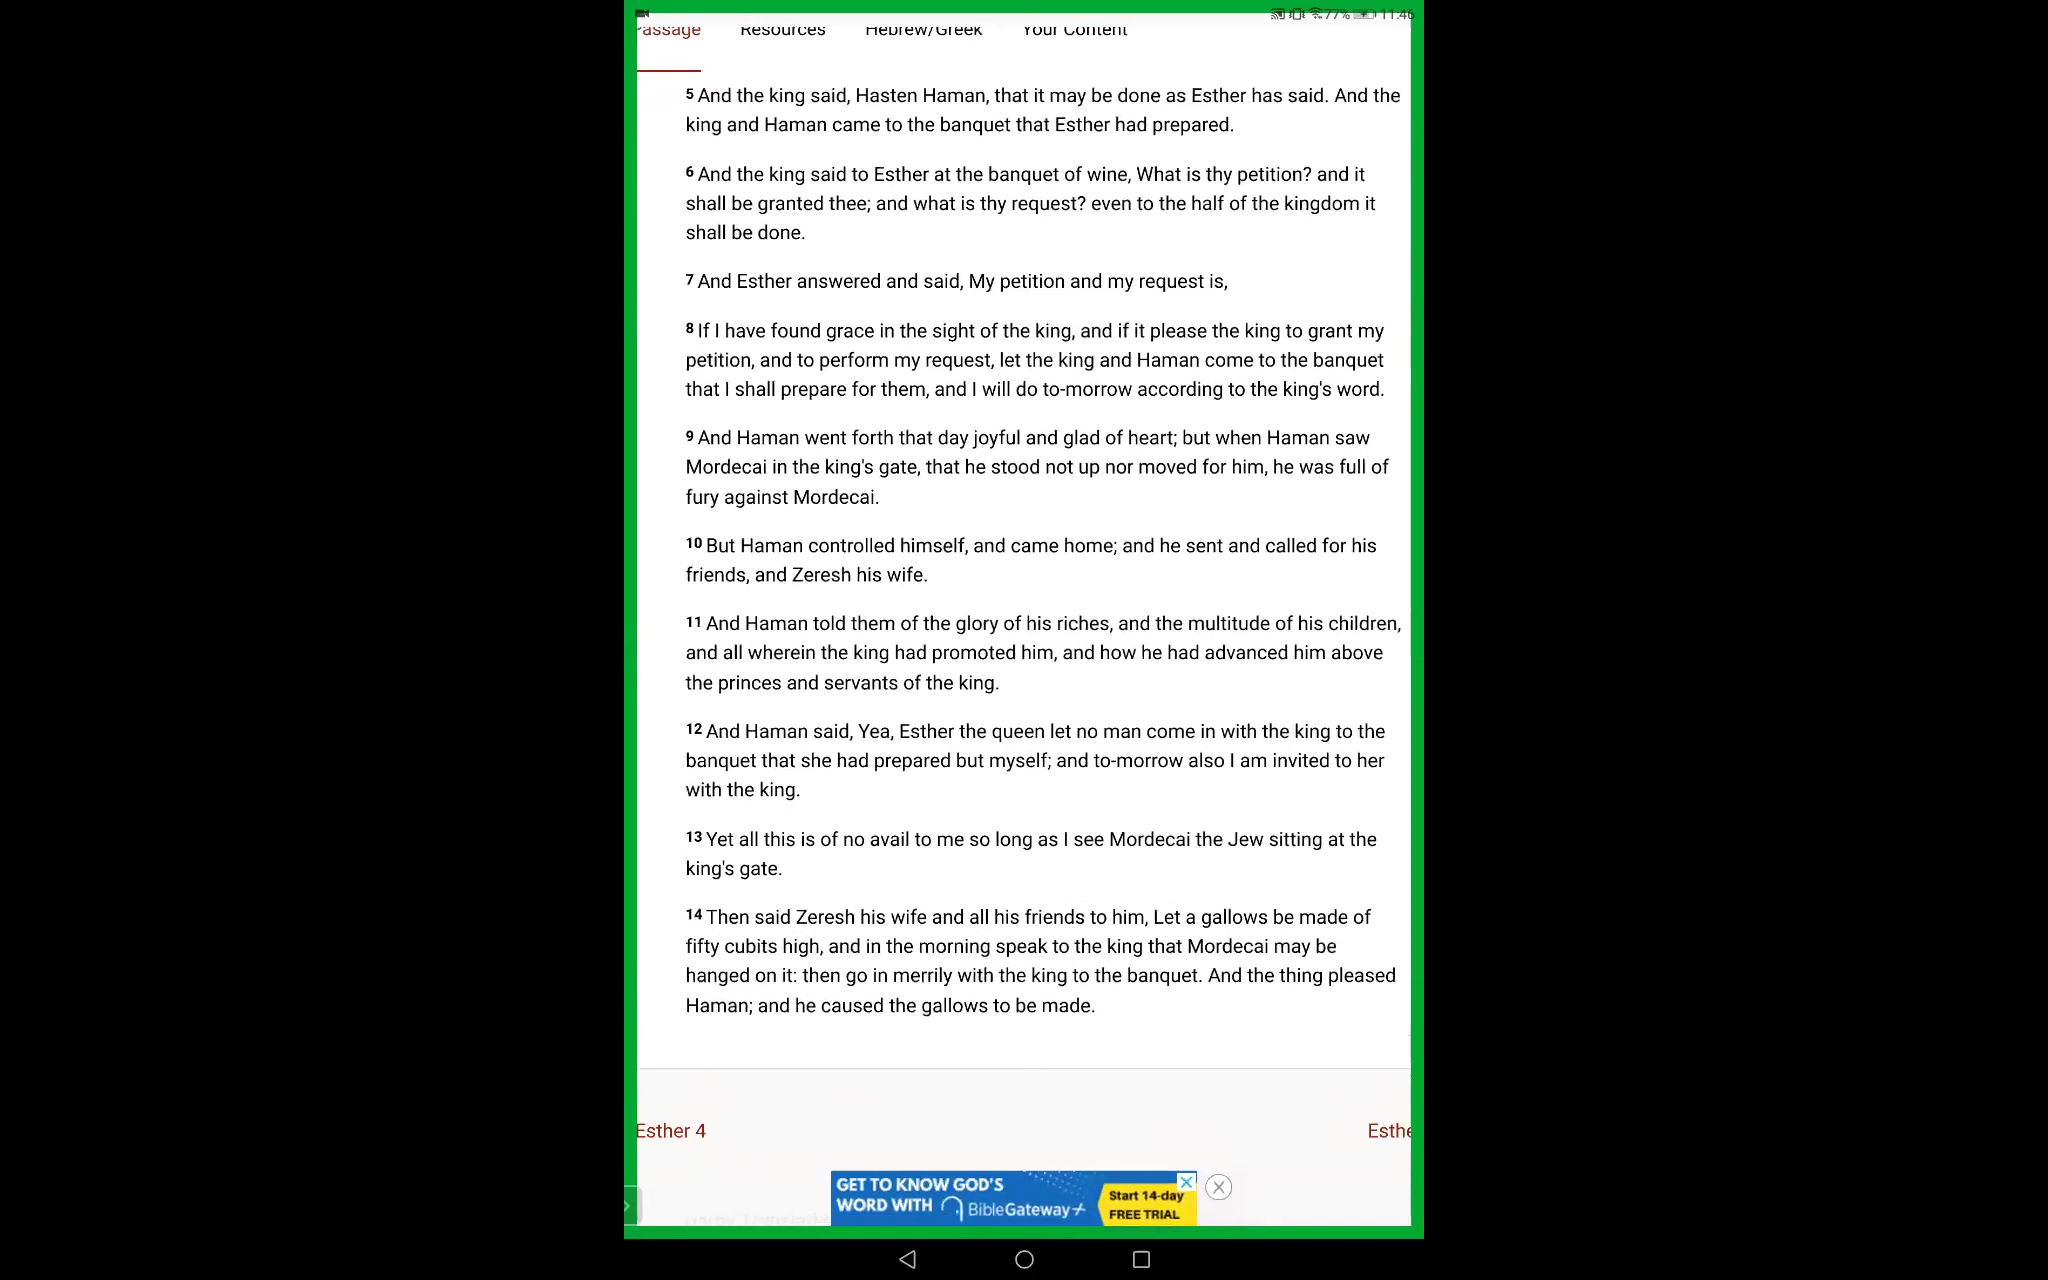 77% 11:46
Passage Resources Hebrew/Greek Your Content
5 And the king said, Hasten Haman, that it may be done as Esther has said. And the
king and Haman came to the banquet that Esther had prepared.
6 And the king said to Esther at the banquet of wine, What is thy petition? and it
shall be granted thee; and what is thy request? even to the half of the kingdom it
shall be done.
7 And Esther answered and said, My petition and my request is,
8 If I have found grace in the sight of the king, and if it please the king to grant my
petition, and to perform my request, let the king and Haman come to the banquet
that I shall prepare for them, and I will do to-morrow according to the king's word.
9 And Haman went forth that day joyful and glad of heart; but when Haman saw
Mordecai in the king's gate, that he stood not up nor moved for him, he was full of
fury against Mordecai.
10 But Haman controlled himself, and came home; and he sent and called for his
friends, and Zeresh his wife.
11 And Haman told them of the glory of his riches, and the multitude of his children,
and all wherein the king had promoted him, and how he had advanced him above
the princes and servants of the king.
12 And Haman said, Yea, Esther the queen let no man come in with the king to the
banquet that she had prepared but myself; and to-morrow also I am invited to her
with the king.
13 Yet all this is of no avail to me so long as I see Mordecai the Jew sitting at the
king's gate.
14 Then said Zeresh his wife and all his friends to him, Let a gallows be made of
fifty cubits high, and in the morning speak to the king that Mordecai may be
hanged on it: then go in merrily with the king to the banquet. And the thing pleased
Haman; and he caused the gallows to be made.
Esther 4 Esthe
GET TO KNOW GOD'S
WORD WITH BibleGateway+
Start 14-day
FREE TRIAL